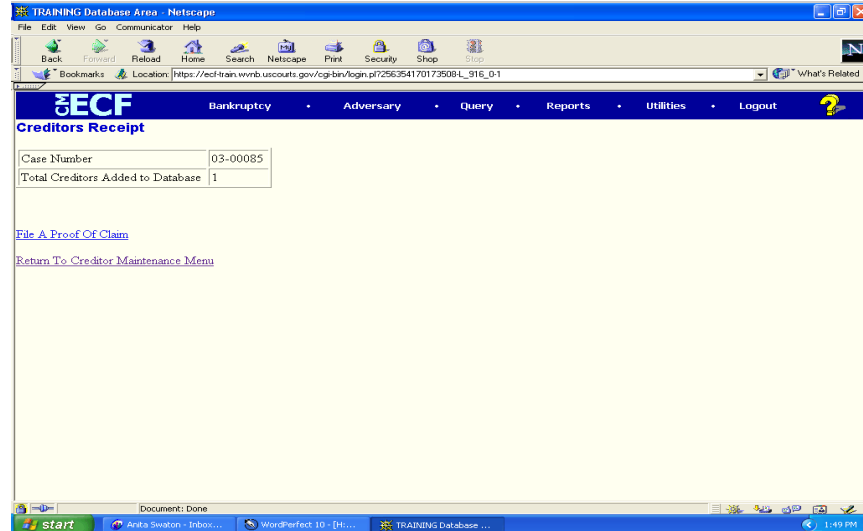 TRAINING Database Area - Netscape
File Edit View Go Communicator Help
Back Forward Reload Home Search Netscape Print Security Shop Stop
Bookmarks Location: https://ecf-train.wvnb.uscourts.gov/cgi-bin/login.pl?256354170173508-L_916_0-1 What's Related
CM ECF Bankruptcy • Adversary • Query • Reports • Utilities • Logout ?
Creditors Receipt
Case Number 03-00085
Total Creditors Added to Database 1
File A Proof Of Claim
Return To Creditor Maintenance Menu
Document: Done
start Anita Swaton - Inbox... WordPerfect 10 - [H:... TRAINING Database ... 1:49 PM